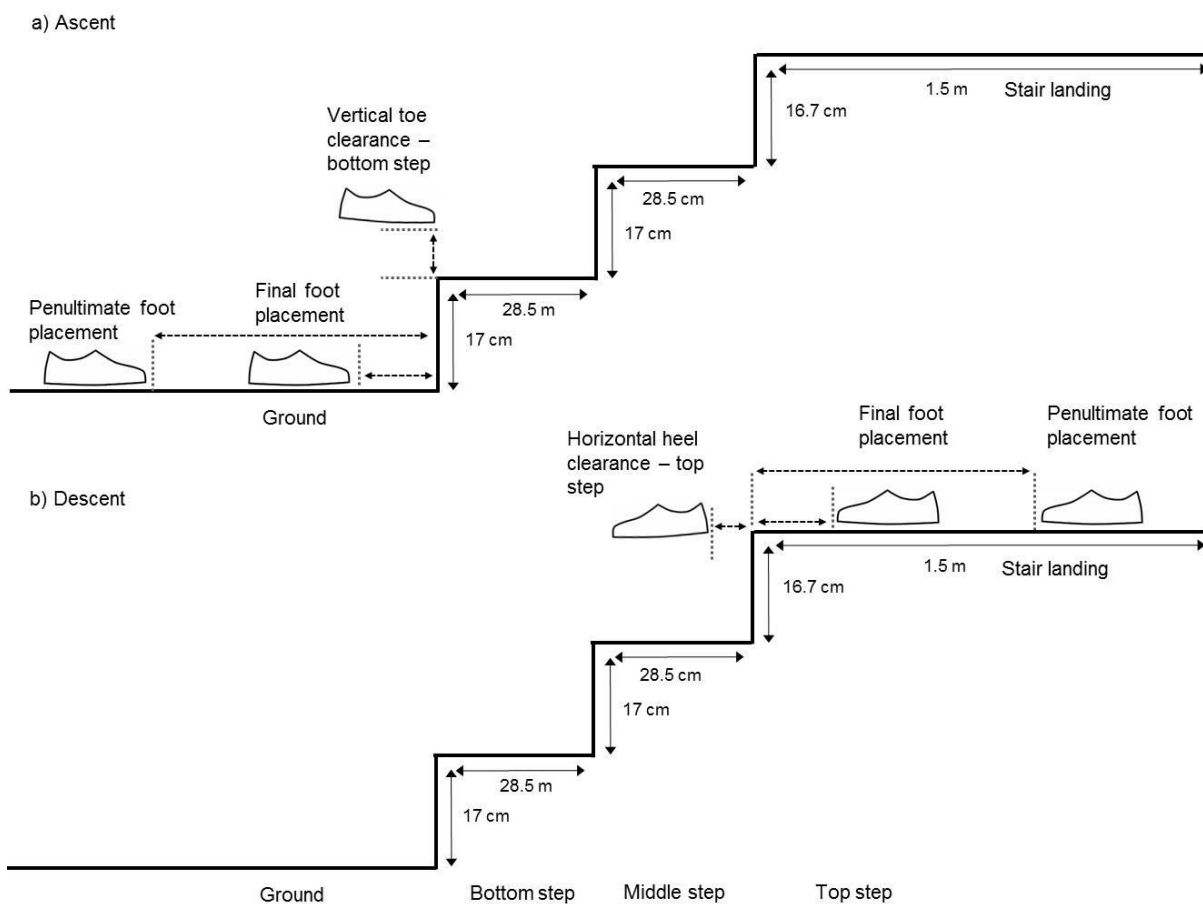 a) Ascent
1.5 m
Stair landing
16.7 cm
Vertical toe
clearance –
bottom step
28.5 cm
17 cm
Penultimate foot
placement
Final foot
placement
28.5 m
17 cm
Ground
b) Descent
Horizontal heel
clearance – top
step
Final foot
placement
Penultimate foot
placement
1.5 m
Stair landing
16.7 cm
28.5 cm
17 cm
28.5 m
17 cm
Ground
Bottom step
Middle step
Top step